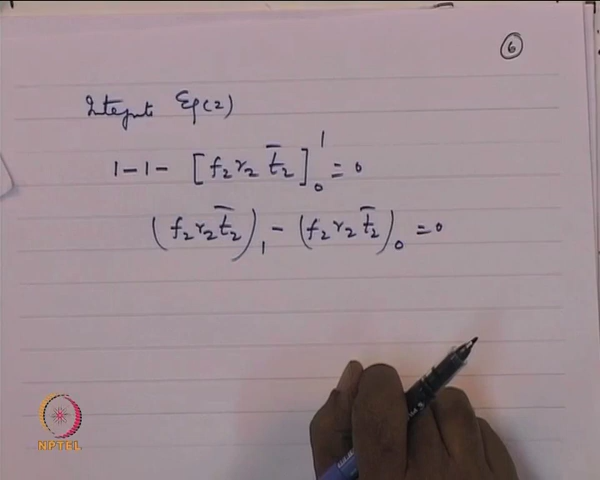 6
Integrate Eq(2)
1-1- [f₂ r₂ t̄₂]₀¹ = 0
(f₂ r₂ t̄₂)₁ - (f₂ r₂ t̄₂)₀ = 0
NPTEL